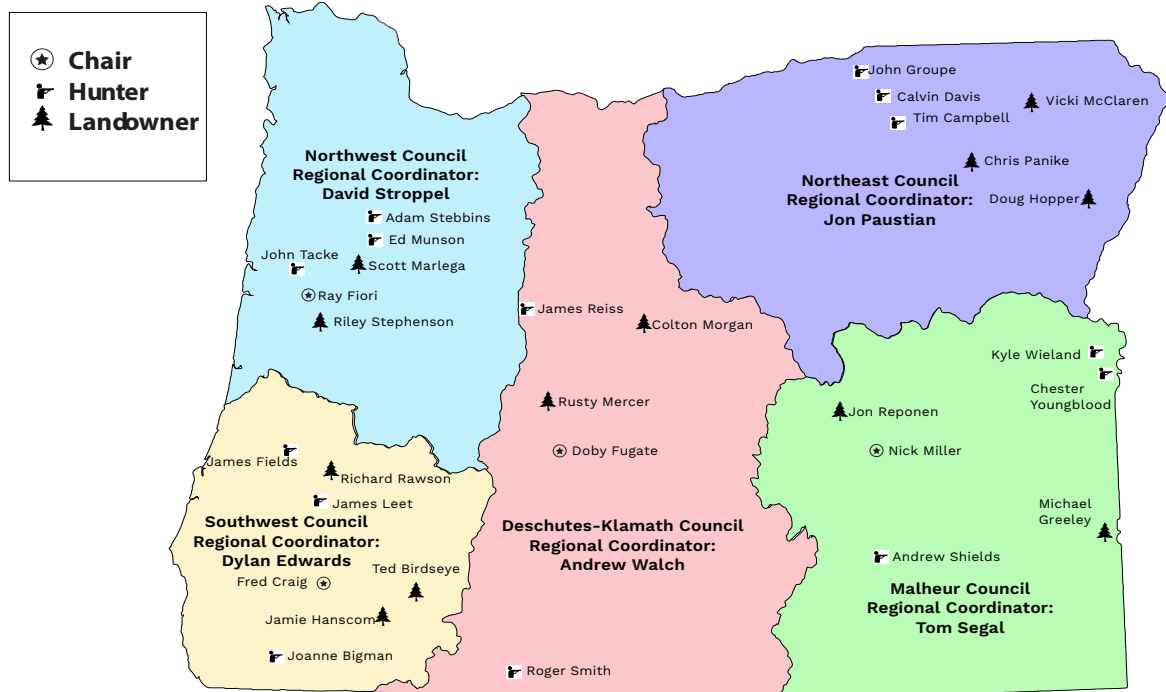 Chair
Hunter
Landowner
Northwest Council
Regional Coordinator:
David Stroppel
Adam Stebbins
Ed Munson
John Tacke
Scott Marlega
Ray Fiori
Riley Stephenson
John Groupe
Calvin Davis
Vicki McClaren
Tim Campbell
Chris Panike
Northeast Council
Regional Coordinator:
Jon Paustian
Doug Hopper
James Reiss
Colton Morgan
Rusty Mercer
Doby Fugate
Deschutes-Klamath Council
Regional Coordinator:
Andrew Walch
Roger Smith
Kyle Wieland
Chester
Youngblood
Jon Reponen
Nick Miller
Michael
Greeley
Andrew Shields
Malheur Council
Regional Coordinator:
Tom Segal
James Fields
Richard Rawson
James Leet
Southwest Council
Regional Coordinator:
Dylan Edwards
Ted Birdseye
Fred Craig
Jamie Hanscom
Joanne Bigman